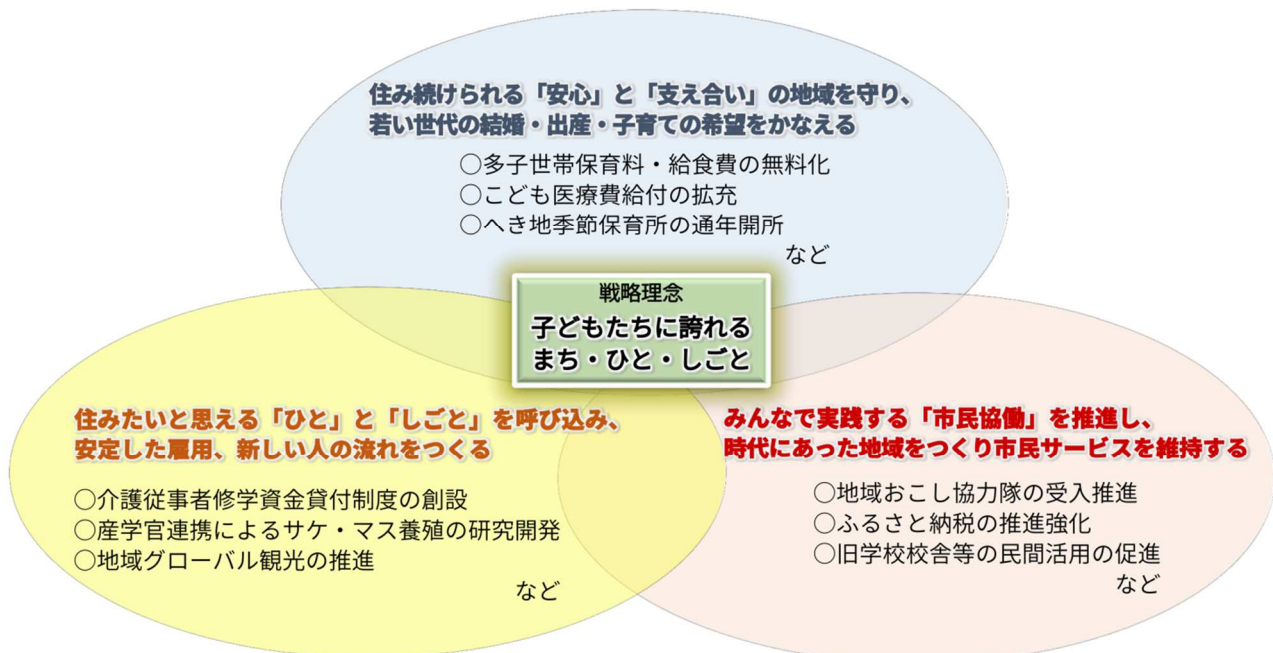 住み続けられる「安心」と「支え合い」の地域を守り、
若い世代の結婚・出産・子育ての希望をかなえる
○多子世帯保育料・給食費の無料化
○こども医療費給付の拡充
○へき地季節保育所の通年開所
など
戦略理念
子どもたちに誇れる
まち・ひと・しごと
住みたいと思える「ひと」と「しごと」を呼び込み、
安定した雇用、新しい人の流れをつくる
○介護従事者修学資金貸付制度の創設
○産学官連携によるサケ・マス養殖の研究開発
○地域グローバル観光の推進
など
みんなで実践する「市民協働」を推進し、
時代にあった地域をつくり市民サービスを維持する
○地域おこし協力隊の受入推進
○ふるさと納税の推進強化
○旧学校校舎等の民間活用の促進
など